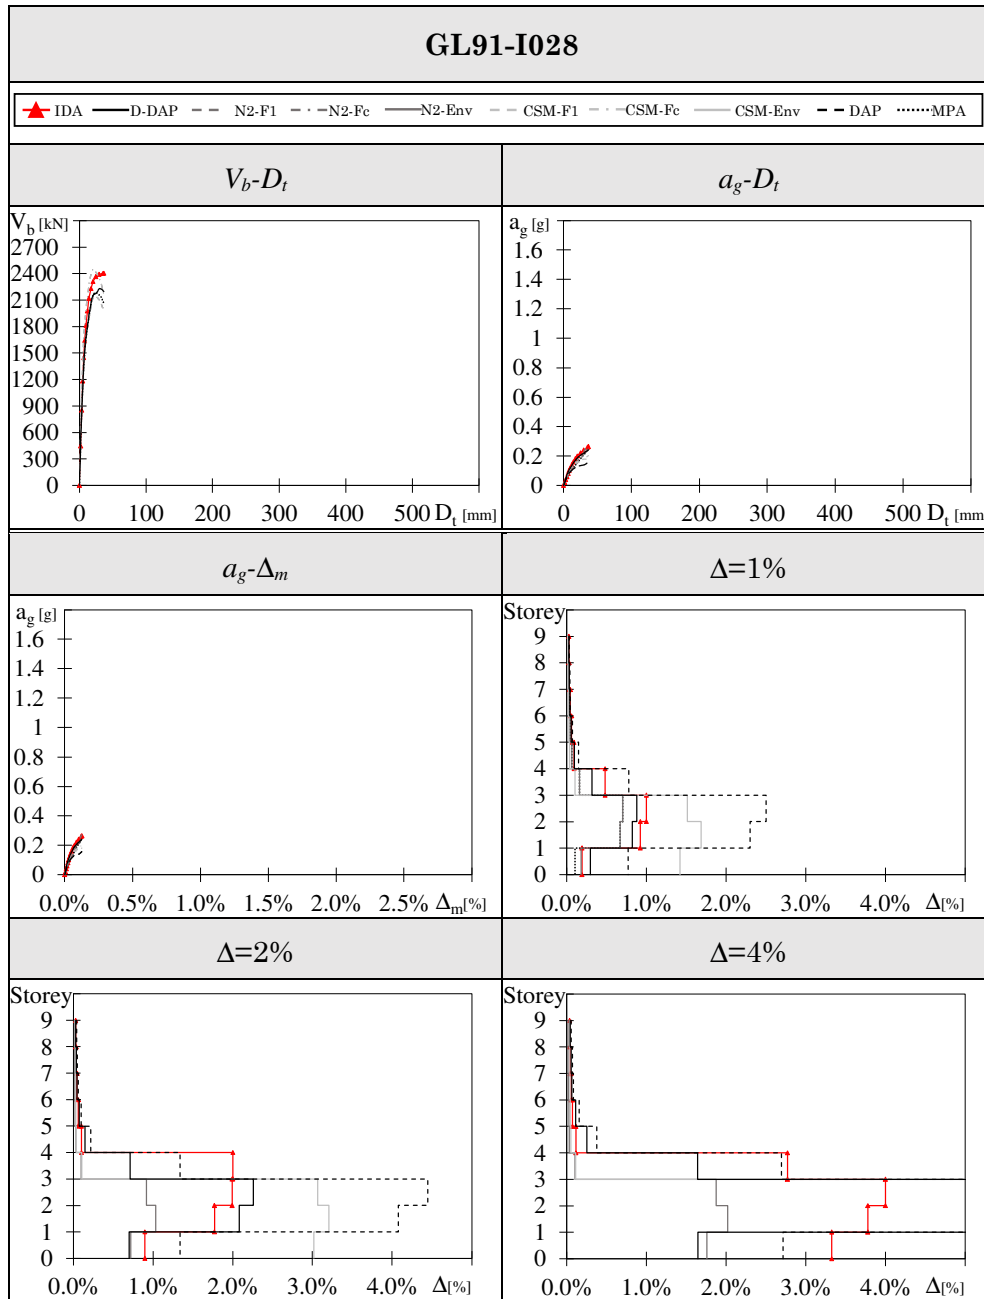 GL91-I028
IDA D-DAP N2-F1 N2-Fc N2-Env CSM-F1 CSM-Fc CSM-Env DAP MPA
Vb-Dt
ag-Dt
Vb [kN]
2700
2400
2100
1800
1500
1200
900
600
300
0
0 100 200 300 400 500 Dt [mm]
ag [g]
1.6
1.4
1.2
1
0.8
0.6
0.4
0.2
0
0 100 200 300 400 500 Dt [mm]
ag-Δm
Δ=1%
ag [g]
1.6
1.4
1.2
1
0.8
0.6
0.4
0.2
0
0.0% 0.5% 1.0% 1.5% 2.0% 2.5% Δm[%]
Storey
9
8
7
6
5
4
3
2
1
0
0.0% 1.0% 2.0% 3.0% 4.0% Δ[%]
Δ=2%
Δ=4%
Storey
9
8
7
6
5
4
3
2
1
0
0.0% 1.0% 2.0% 3.0% 4.0% Δ[%]
Storey
9
8
7
6
5
4
3
2
1
0
0.0% 1.0% 2.0% 3.0% 4.0% Δ[%]